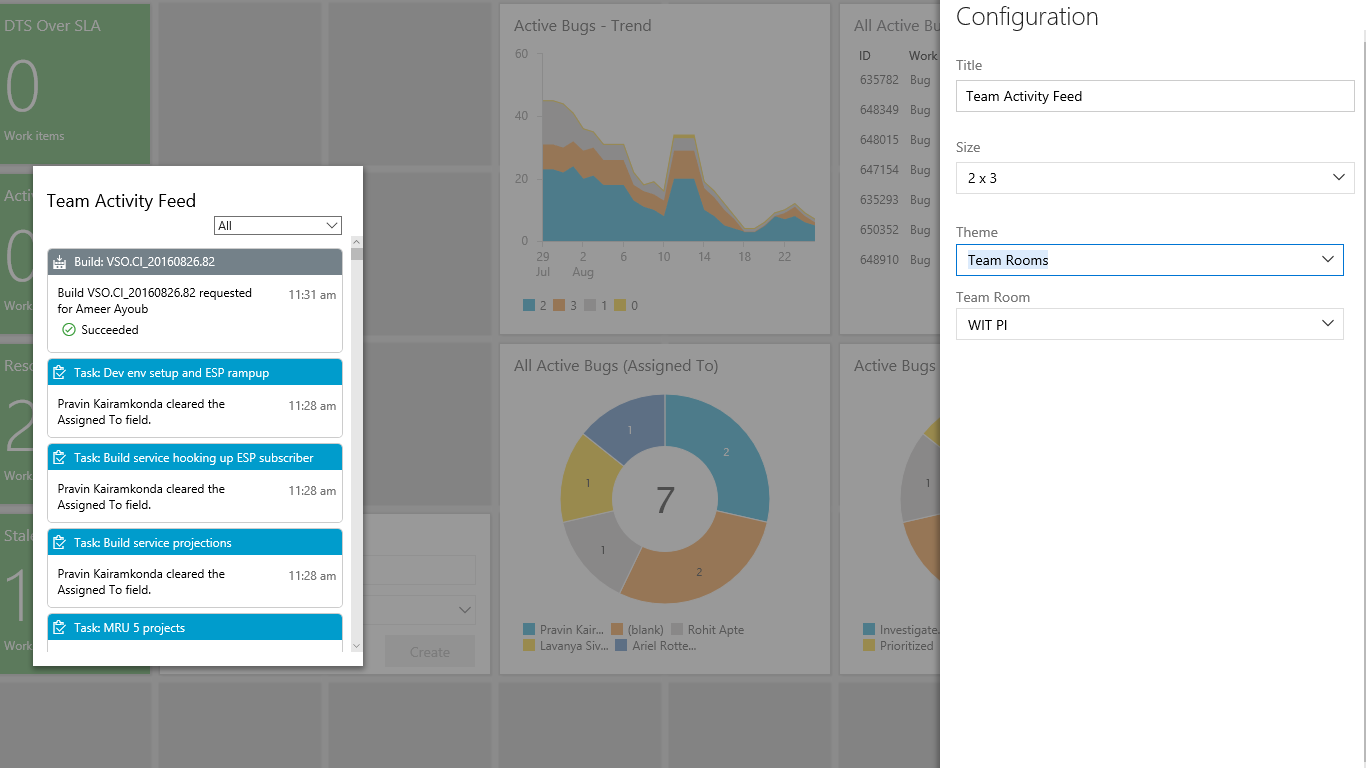 DTS Over SLA
0
Work items
Activ
0
Work
Reso
2
Work
Stale
1
Work
Team Activity Feed
All
Build: VSO.CI_20160826.82
Build VSO.CI_20160826.82 requested
for Ameer Ayoub
11:31 am
Succeeded
Task: Dev env setup and ESP rampup
Pravin Kairamkonda cleared the
Assigned To field.
11:28 am
Task: Build service hooking up ESP subscriber
Pravin Kairamkonda cleared the
Assigned To field.
11:28 am
Task: Build service projections
Pravin Kairamkonda cleared the
Assigned To field.
11:28 am
Task: MRU 5 projects
Create
Active Bugs - Trend
60
40
20
0
29 2 6 10 14 18 22
Jul Aug
2 3 1 0
All Active Bugs (Assigned To)
1
2
1
7
1
2
Pravin Kair... (blank) Rohit Apte
Lavanya Siv... Ariel Rotte...
All Active Bu
ID Work
635782 Bug
648349 Bug
648015 Bug
647154 Bug
635293 Bug
650352 Bug
648910 Bug
Active Bugs
1
Investigate.
Prioritized
Configuration
Title
Team Activity Feed
Size
2 x 3
Theme
Team Rooms
Team Room
WIT PI